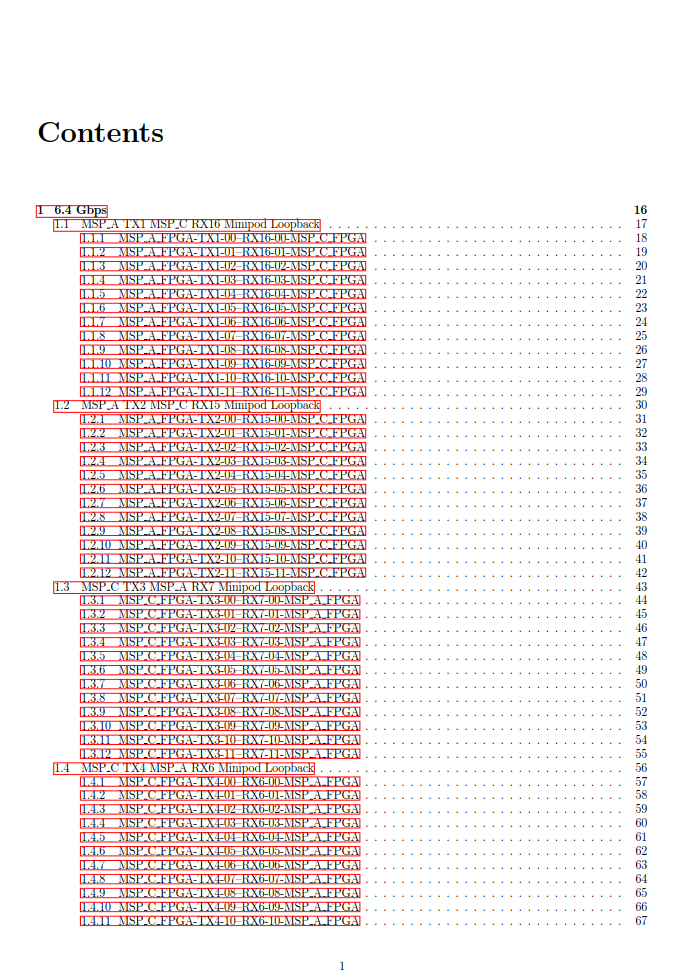 Contents
1 6.4 Gbps 16
1.1 MSP_A TX1 MSP_C RX16 Minipod Loopback . . . . . . . . . . . . . . . . . . . . . . . . . . 17
1.1.1 MSP_A_FPGA-TX1-00–RX16-00-MSP_C_FPGA . . . . . . . . . . . . . . . . . . . . . . 18
1.1.2 MSP_A_FPGA-TX1-01–RX16-01-MSP_C_FPGA . . . . . . . . . . . . . . . . . . . . . . 19
1.1.3 MSP_A_FPGA-TX1-02–RX16-02-MSP_C_FPGA . . . . . . . . . . . . . . . . . . . . . . 20
1.1.4 MSP_A_FPGA-TX1-03–RX16-03-MSP_C_FPGA . . . . . . . . . . . . . . . . . . . . . . 21
1.1.5 MSP_A_FPGA-TX1-04–RX16-04-MSP_C_FPGA . . . . . . . . . . . . . . . . . . . . . . 22
1.1.6 MSP_A_FPGA-TX1-05–RX16-05-MSP_C_FPGA . . . . . . . . . . . . . . . . . . . . . . 23
1.1.7 MSP_A_FPGA-TX1-06–RX16-06-MSP_C_FPGA . . . . . . . . . . . . . . . . . . . . . . 24
1.1.8 MSP_A_FPGA-TX1-07–RX16-07-MSP_C_FPGA . . . . . . . . . . . . . . . . . . . . . . 25
1.1.9 MSP_A_FPGA-TX1-08–RX16-08-MSP_C_FPGA . . . . . . . . . . . . . . . . . . . . . . 26
1.1.10 MSP_A_FPGA-TX1-09–RX16-09-MSP_C_FPGA . . . . . . . . . . . . . . . . . . . . . . 27
1.1.11 MSP_A_FPGA-TX1-10–RX16-10-MSP_C_FPGA . . . . . . . . . . . . . . . . . . . . . . 28
1.1.12 MSP_A_FPGA-TX1-11–RX16-11-MSP_C_FPGA . . . . . . . . . . . . . . . . . . . . . . 29
1.2 MSP_A TX2 MSP_C RX15 Minipod Loopback . . . . . . . . . . . . . . . . . . . . . . . . . . 30
1.2.1 MSP_A_FPGA-TX2-00–RX15-00-MSP_C_FPGA . . . . . . . . . . . . . . . . . . . . . . 31
1.2.2 MSP_A_FPGA-TX2-01–RX15-01-MSP_C_FPGA . . . . . . . . . . . . . . . . . . . . . . 32
1.2.3 MSP_A_FPGA-TX2-02–RX15-02-MSP_C_FPGA . . . . . . . . . . . . . . . . . . . . . . 33
1.2.4 MSP_A_FPGA-TX2-03–RX15-03-MSP_C_FPGA . . . . . . . . . . . . . . . . . . . . . . 34
1.2.5 MSP_A_FPGA-TX2-04–RX15-04-MSP_C_FPGA . . . . . . . . . . . . . . . . . . . . . . 35
1.2.6 MSP_A_FPGA-TX2-05–RX15-05-MSP_C_FPGA . . . . . . . . . . . . . . . . . . . . . . 36
1.2.7 MSP_A_FPGA-TX2-06–RX15-06-MSP_C_FPGA . . . . . . . . . . . . . . . . . . . . . . 37
1.2.8 MSP_A_FPGA-TX2-07–RX15-07-MSP_C_FPGA . . . . . . . . . . . . . . . . . . . . . . 38
1.2.9 MSP_A_FPGA-TX2-08–RX15-08-MSP_C_FPGA . . . . . . . . . . . . . . . . . . . . . . 39
1.2.10 MSP_A_FPGA-TX2-09–RX15-09-MSP_C_FPGA . . . . . . . . . . . . . . . . . . . . . . 40
1.2.11 MSP_A_FPGA-TX2-10–RX15-10-MSP_C_FPGA . . . . . . . . . . . . . . . . . . . . . . 41
1.2.12 MSP_A_FPGA-TX2-11–RX15-11-MSP_C_FPGA . . . . . . . . . . . . . . . . . . . . . . 42
1.3 MSP_C TX3 MSP_A RX7 Minipod Loopback . . . . . . . . . . . . . . . . . . . . . . . . . . 43
1.3.1 MSP_C_FPGA-TX3-00–RX7-00-MSP_A_FPGA . . . . . . . . . . . . . . . . . . . . . . 44
1.3.2 MSP_C_FPGA-TX3-01–RX7-01-MSP_A_FPGA . . . . . . . . . . . . . . . . . . . . . . 45
1.3.3 MSP_C_FPGA-TX3-02–RX7-02-MSP_A_FPGA . . . . . . . . . . . . . . . . . . . . . . 46
1.3.4 MSP_C_FPGA-TX3-03–RX7-03-MSP_A_FPGA . . . . . . . . . . . . . . . . . . . . . . 47
1.3.5 MSP_C_FPGA-TX3-04–RX7-04-MSP_A_FPGA . . . . . . . . . . . . . . . . . . . . . . 48
1.3.6 MSP_C_FPGA-TX3-05–RX7-05-MSP_A_FPGA . . . . . . . . . . . . . . . . . . . . . . 49
1.3.7 MSP_C_FPGA-TX3-06–RX7-06-MSP_A_FPGA . . . . . . . . . . . . . . . . . . . . . . 50
1.3.8 MSP_C_FPGA-TX3-07–RX7-07-MSP_A_FPGA . . . . . . . . . . . . . . . . . . . . . . 51
1.3.9 MSP_C_FPGA-TX3-08–RX7-08-MSP_A_FPGA . . . . . . . . . . . . . . . . . . . . . . 52
1.3.10 MSP_C_FPGA-TX3-09–RX7-09-MSP_A_FPGA . . . . . . . . . . . . . . . . . . . . . . 53
1.3.11 MSP_C_FPGA-TX3-10–RX7-10-MSP_A_FPGA . . . . . . . . . . . . . . . . . . . . . . 54
1.3.12 MSP_C_FPGA-TX3-11–RX7-11-MSP_A_FPGA . . . . . . . . . . . . . . . . . . . . . . 55
1.4 MSP_C TX4 MSP_A RX6 Minipod Loopback . . . . . . . . . . . . . . . . . . . . . . . . . . 56
1.4.1 MSP_C_FPGA-TX4-00–RX6-00-MSP_A_FPGA . . . . . . . . . . . . . . . . . . . . . . 57
1.4.2 MSP_C_FPGA-TX4-01–RX6-01-MSP_A_FPGA . . . . . . . . . . . . . . . . . . . . . . 58
1.4.3 MSP_C_FPGA-TX4-02–RX6-02-MSP_A_FPGA . . . . . . . . . . . . . . . . . . . . . . 59
1.4.4 MSP_C_FPGA-TX4-03–RX6-03-MSP_A_FPGA . . . . . . . . . . . . . . . . . . . . . . 60
1.4.5 MSP_C_FPGA-TX4-04–RX6-04-MSP_A_FPGA . . . . . . . . . . . . . . . . . . . . . . 61
1.4.6 MSP_C_FPGA-TX4-05–RX6-05-MSP_A_FPGA . . . . . . . . . . . . . . . . . . . . . . 62
1.4.7 MSP_C_FPGA-TX4-06–RX6-06-MSP_A_FPGA . . . . . . . . . . . . . . . . . . . . . . 63
1.4.8 MSP_C_FPGA-TX4-07–RX6-07-MSP_A_FPGA . . . . . . . . . . . . . . . . . . . . . . 64
1.4.9 MSP_C_FPGA-TX4-08–RX6-08-MSP_A_FPGA . . . . . . . . . . . . . . . . . . . . . . 65
1.4.10 MSP_C_FPGA-TX4-09–RX6-09-MSP_A_FPGA . . . . . . . . . . . . . . . . . . . . . . 66
1.4.11 MSP_C_FPGA-TX4-10–RX6-10-MSP_A_FPGA . . . . . . . . . . . . . . . . . . . . . . 67
1